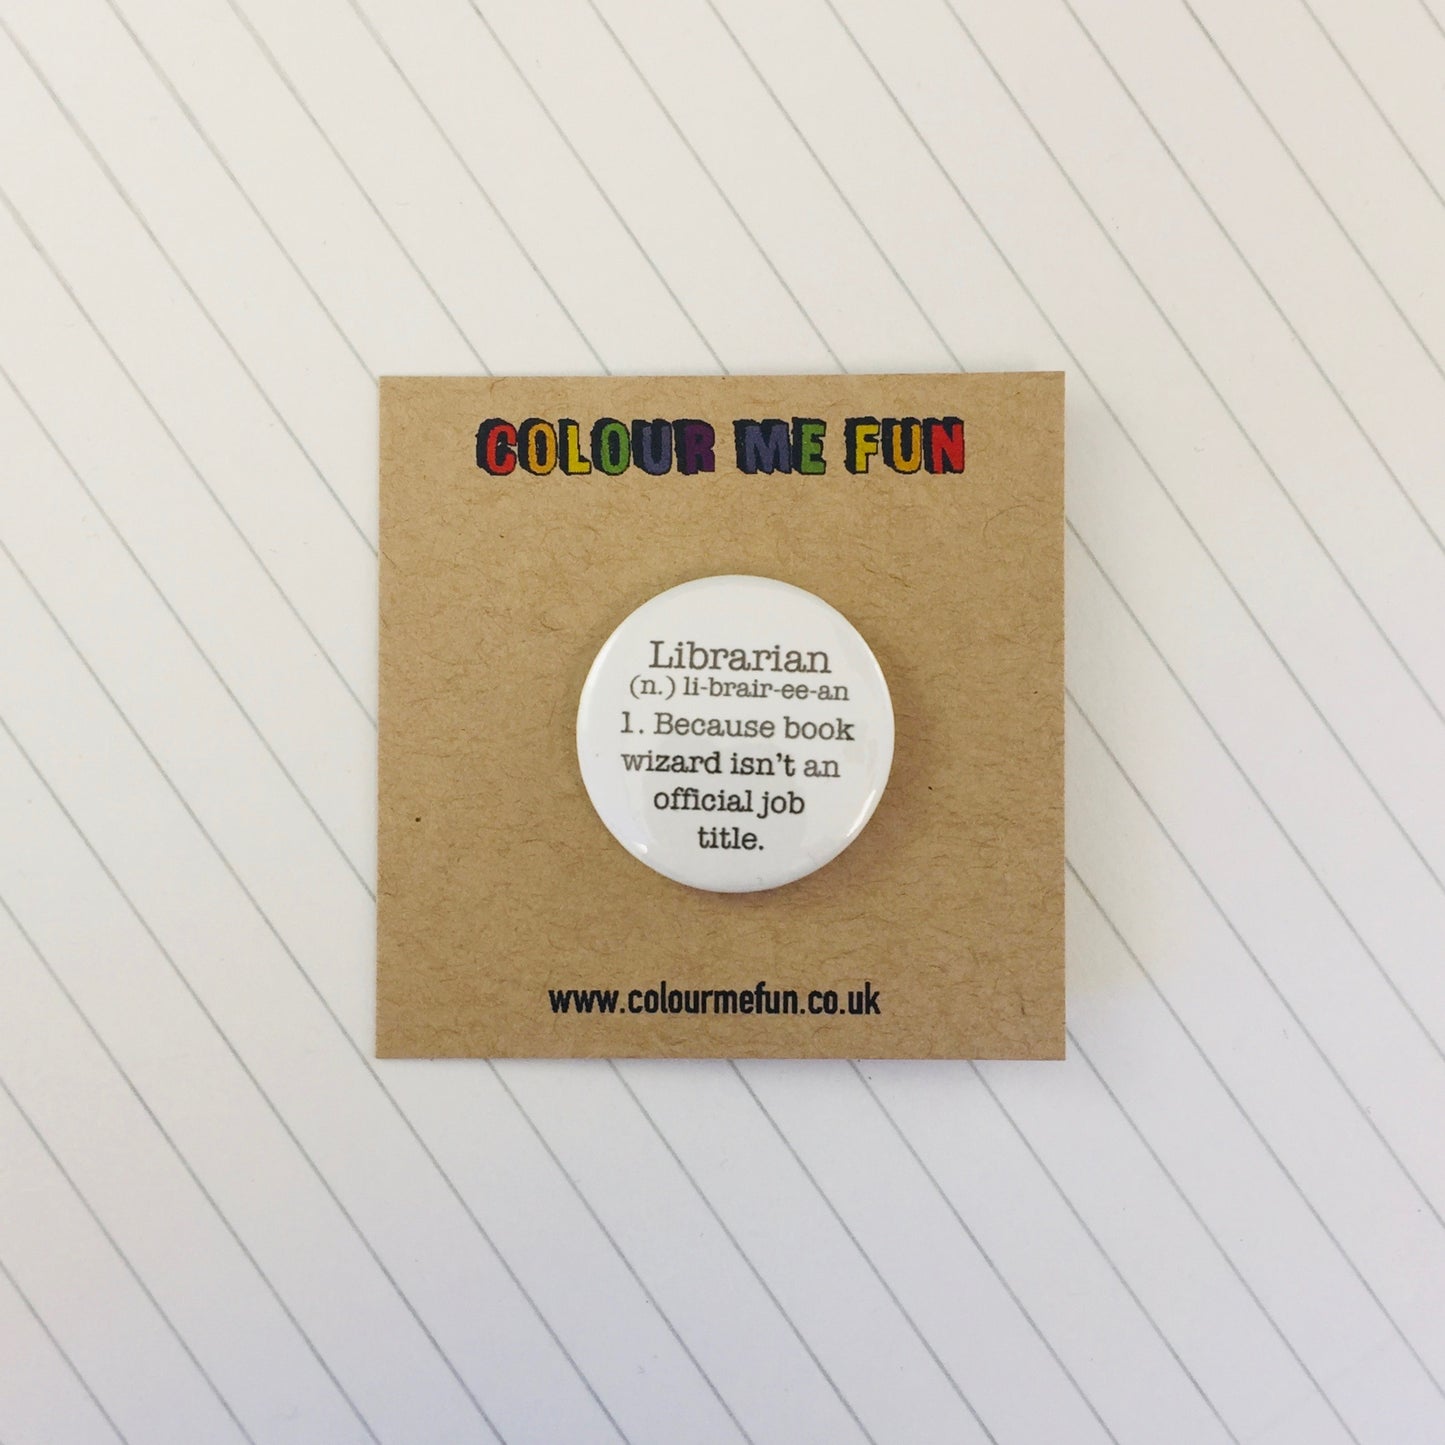 COLOUR ME FUN
Librarian
(n.) li-brair-ee-an
1. Because book
wizard isn't an
official job
title.
www.colourmefun.co.uk